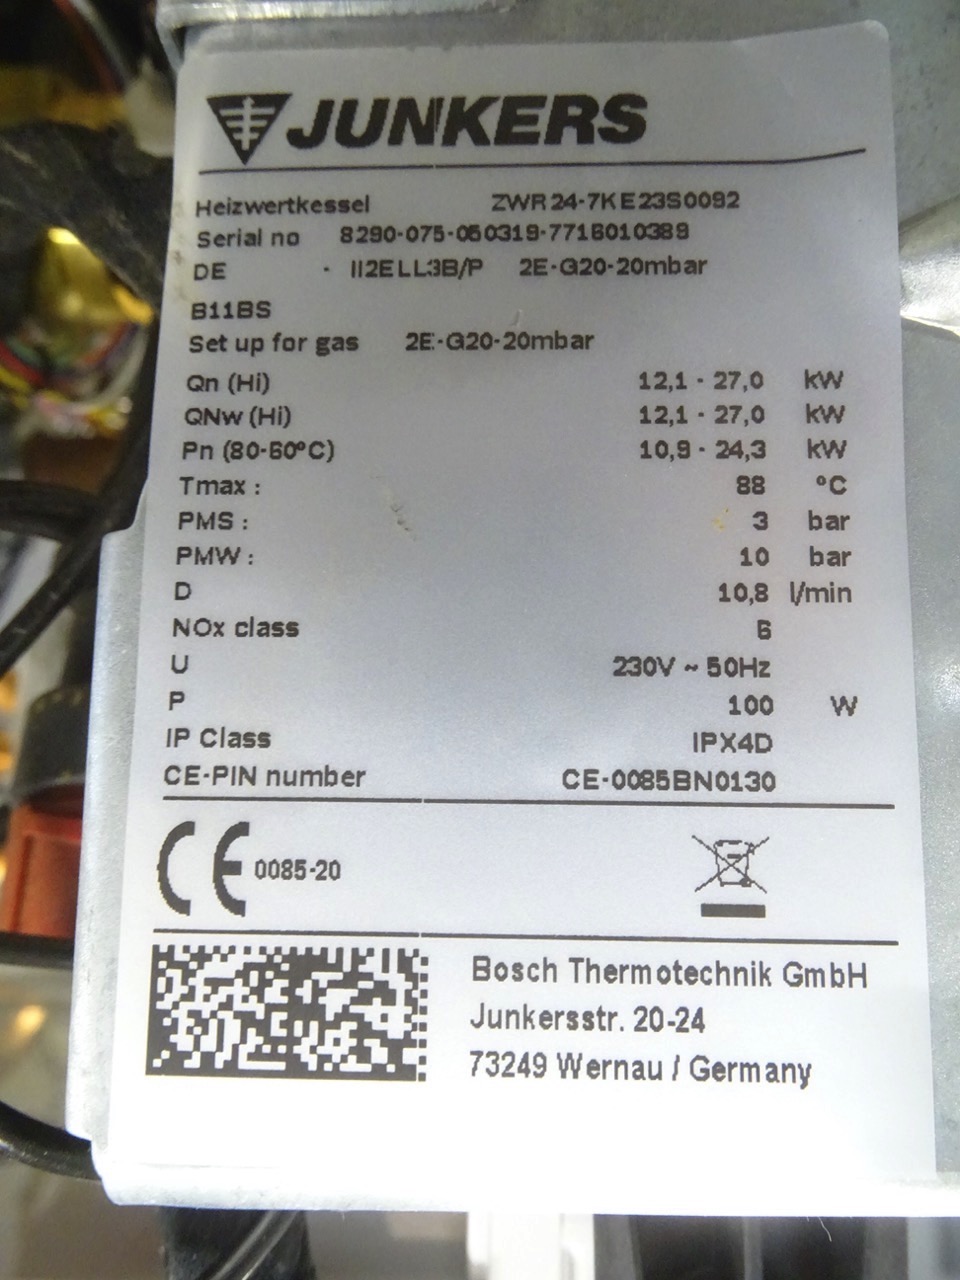 JUNKERS
Heizwertkessel ZWR 24-7KE23S0092
Serial no 8290-075-050319-7716010389
DE · II2ELL3B/P 2E-G20-20mbar
B11BS
Set up for gas 2E-G20-20mbar
Qn (Hi) 12,1 - 27,0 kW
QNw (Hi) 12,1 - 27,0 kW
Pn (80-60°C) 10,9 - 24,3 kW
Tmax : 88 °C
PMS : 3 bar
PMW : 10 bar
D 10,8 l/min
NOx class 6
U 230V ~ 50Hz
P 100 W
IP Class IPX4D
CE-PIN number CE-0085BN0130
CE 0085-20
Bosch Thermotechnik GmbH
Junkersstr. 20-24
73249 Wernau / Germany